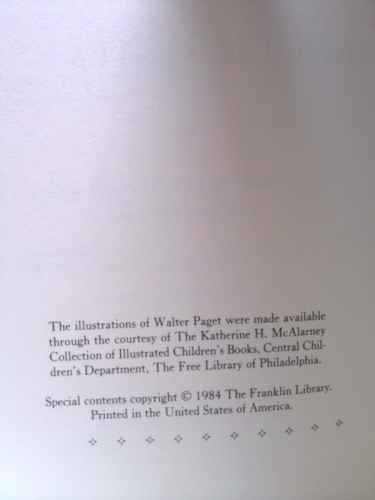 The illustrations of Walter Paget were made available
through the courtesy of The Katherine H. McAlarney
Collection of Illustrated Children's Books, Central Chil-
dren's Department, The Free Library of Philadelphia.
Special contents copyright © 1984 The Franklin Library.
Printed in the United States of America.